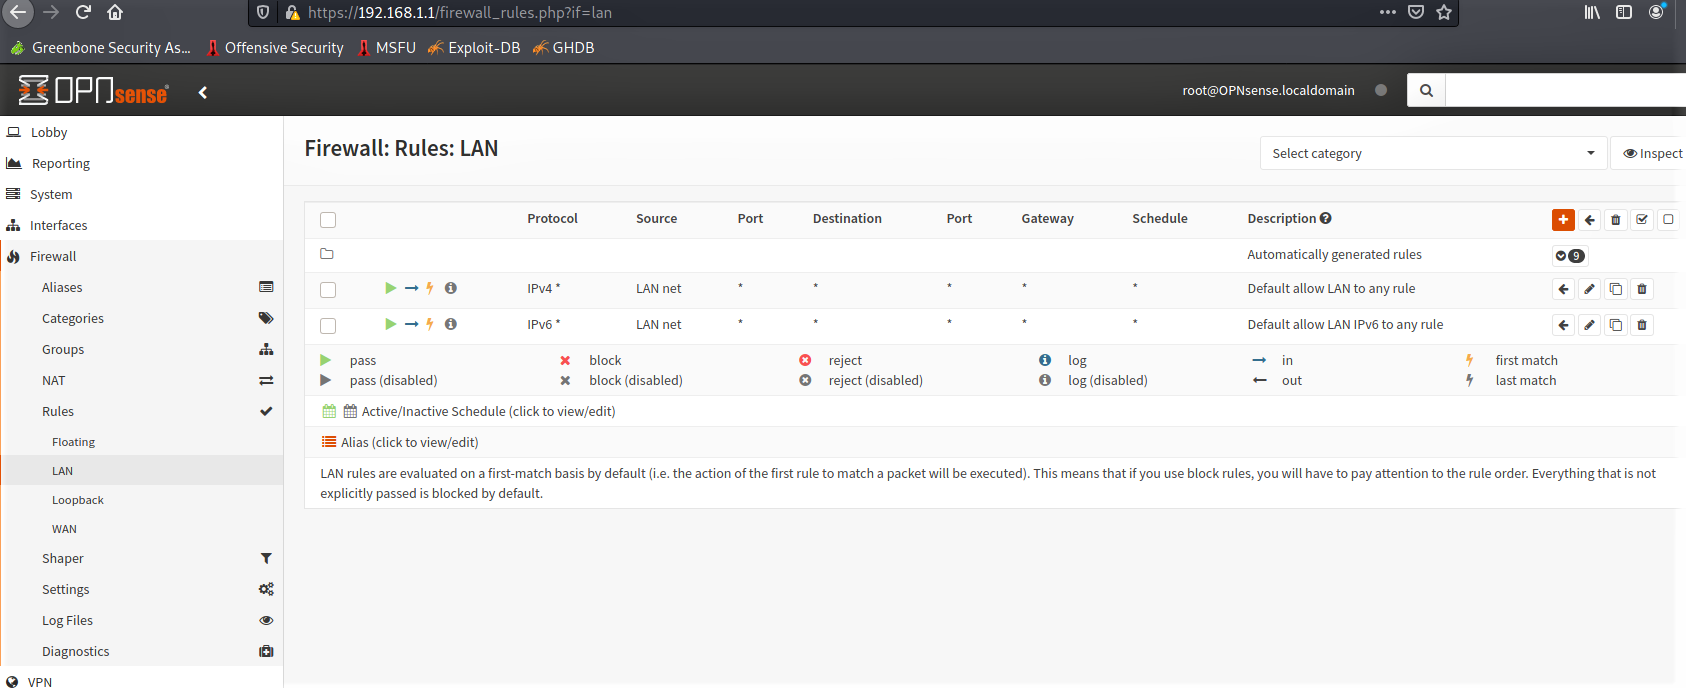 https://192.168.1.1/firewall_rules.php?if=lan
Greenbone Security As... Offensive Security MSFU Exploit-DB GHDB
OPNsense root@OPNsense.localdomain
Lobby
Reporting
System
Interfaces
Firewall
Aliases
Categories
Groups
NAT
Rules
Floating
LAN
Loopback
WAN
Shaper
Settings
Log Files
Diagnostics
VPN
Firewall: Rules: LAN Select category Inspect
Protocol Source Port Destination Port Gateway Schedule Description
Automatically generated rules 9
IPv4 * LAN net * * * * * Default allow LAN to any rule
IPv6 * LAN net * * * * * Default allow LAN IPv6 to any rule
pass block reject log in first match
pass (disabled) block (disabled) reject (disabled) log (disabled) out last match
Active/Inactive Schedule (click to view/edit)
Alias (click to view/edit)
LAN rules are evaluated on a first-match basis by default (i.e. the action of the first rule to match a packet will be executed). This means that if you use block rules, you will have to pay attention to the rule order. Everything that is not
explicitly passed is blocked by default.